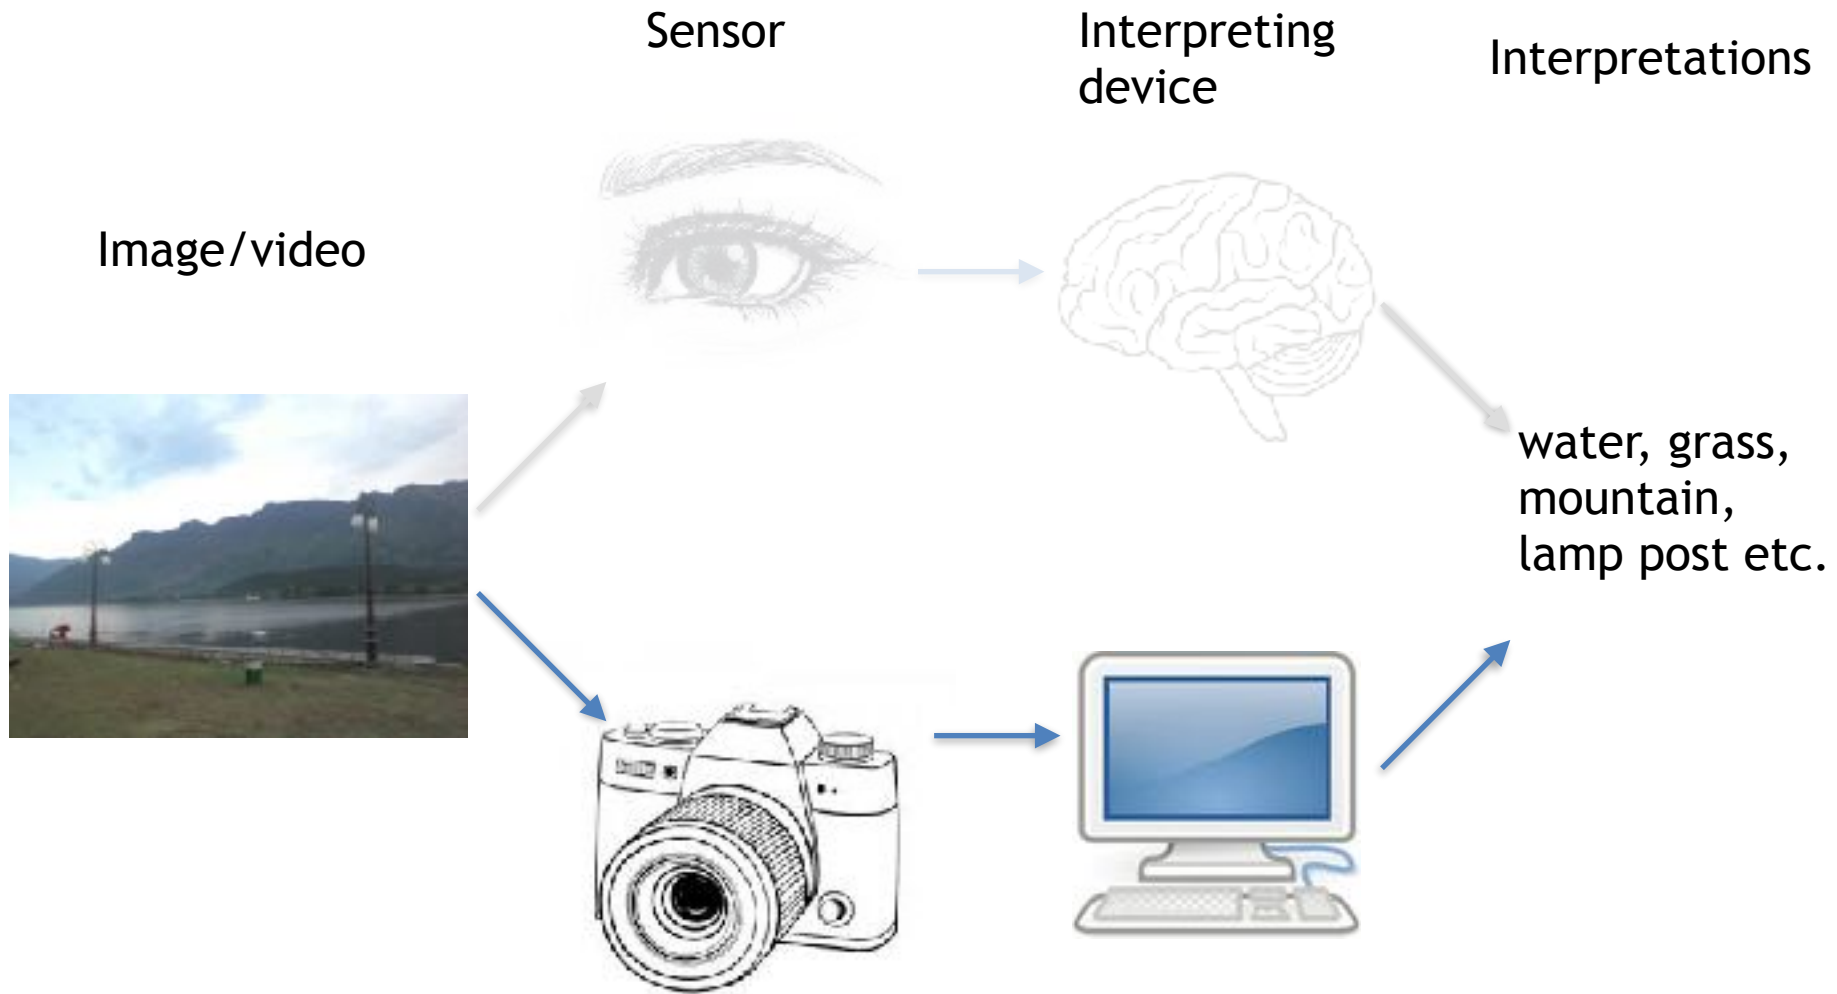 Sensor
Interpreting
device
Interpretations
Image/video
water, grass,
mountain,
lamp post etc.